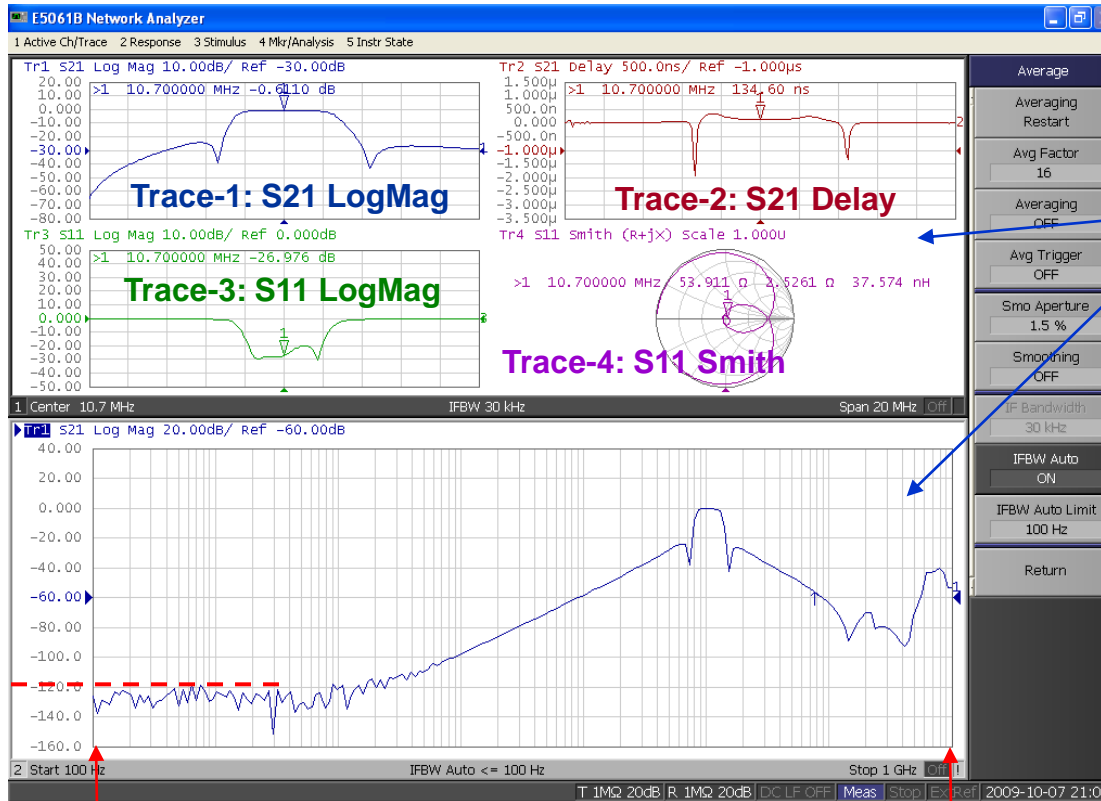 E5061B Network Analyzer
1 Active Ch/Trace 2 Response 3 Stimulus 4 Mkr/Analysis 5 Instr State
Tr1 S21 Log Mag 10.00dB/ Ref -30.00dB
20.00
10.00
0.000
-10.00
-20.00
-30.00
-40.00
-50.00
-60.00
-70.00
-80.00
>1 10.700000 MHz -0.6110 dB
1
Trace-1: S21 LogMag
Tr2 S21 Delay 500.0ns/ Ref -1.000µs
1.500µ
1.000µ
500.0n
0.000
-500.0n
-1.000µ
-1.500µ
-2.000µ
-2.500µ
-3.000µ
-3.500µ
>1 10.700000 MHz 134.60 ns
1
2
Trace-2: S21 Delay
Tr3 S11 Log Mag 10.00dB/ Ref 0.000dB
50.00
40.00
30.00
20.00
10.00
0.000
-10.00
-20.00
-30.00
-40.00
-50.00
>1 10.700000 MHz -26.976 dB
1
Trace-3: S11 LogMag
Tr4 S11 Smith (R+jX) Scale 1.000U
>1 10.700000 MHz 53.911 Ω 2.5261 Ω 37.574 nH
1
Trace-4: S11 Smith
1 Center 10.7 MHz IFBW 30 kHz Span 20 MHz Off
Tr1 S21 Log Mag 20.00dB/ Ref -60.00dB
40.00
20.00
0.000
-20.00
-40.00
-60.00
-80.00
-100.0
-120.0
-140.0
-160.0
1
2 Start 100 Hz IFBW Auto <= 100 Hz Stop 1 GHz Off !
T 1MΩ 20dB R 1MΩ 20dB DC LF OFF Meas Stop ExtRef 2009-10-07 21:0
Average
Averaging
Restart
Avg Factor
16
Averaging
OFF
Avg Trigger
OFF
Smo Aperture
1.5 %
Smoothing
OFF
IF Bandwidth
30 kHz
IFBW Auto
ON
IFBW Auto Limit
100 Hz
Return